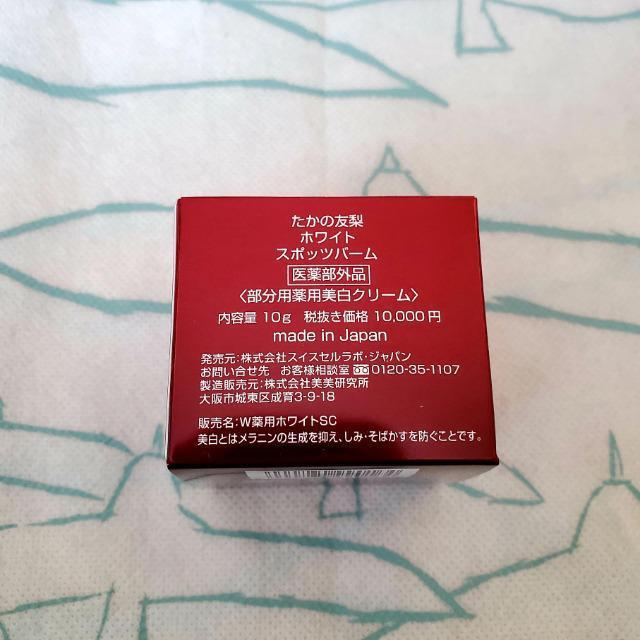 たかの友梨
ホワイト
スポッツバーム
医薬部外品
〈部分用薬用美白クリーム〉
内容量 10g 税抜き価格 10,000円
made in Japan
発売元:株式会社スイスセルラボ・ジャパン
お問い合せ先 お客様相談室 0120-35-1107
製造販売元:株式会社美美研究所
大阪市城東区成育3-9-18
販売名:W薬用ホワイトSC
美白とはメラニンの生成を抑え、しみ・そばかすを防ぐことです。